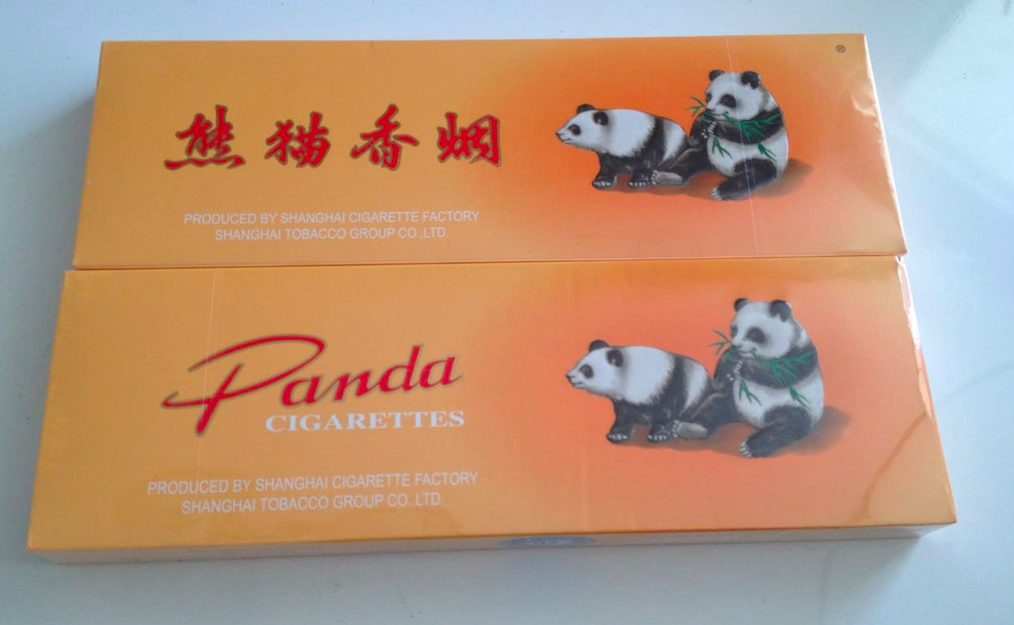 ®
熊猫香烟
PRODUCED BY SHANGHAI CIGARETTE FACTORY
SHANGHAI TOBACCO GROUP CO.,LTD.
Panda
CIGARETTES
PRODUCED BY SHANGHAI CIGARETTE FACTORY
SHANGHAI TOBACCO GROUP CO.,LTD.